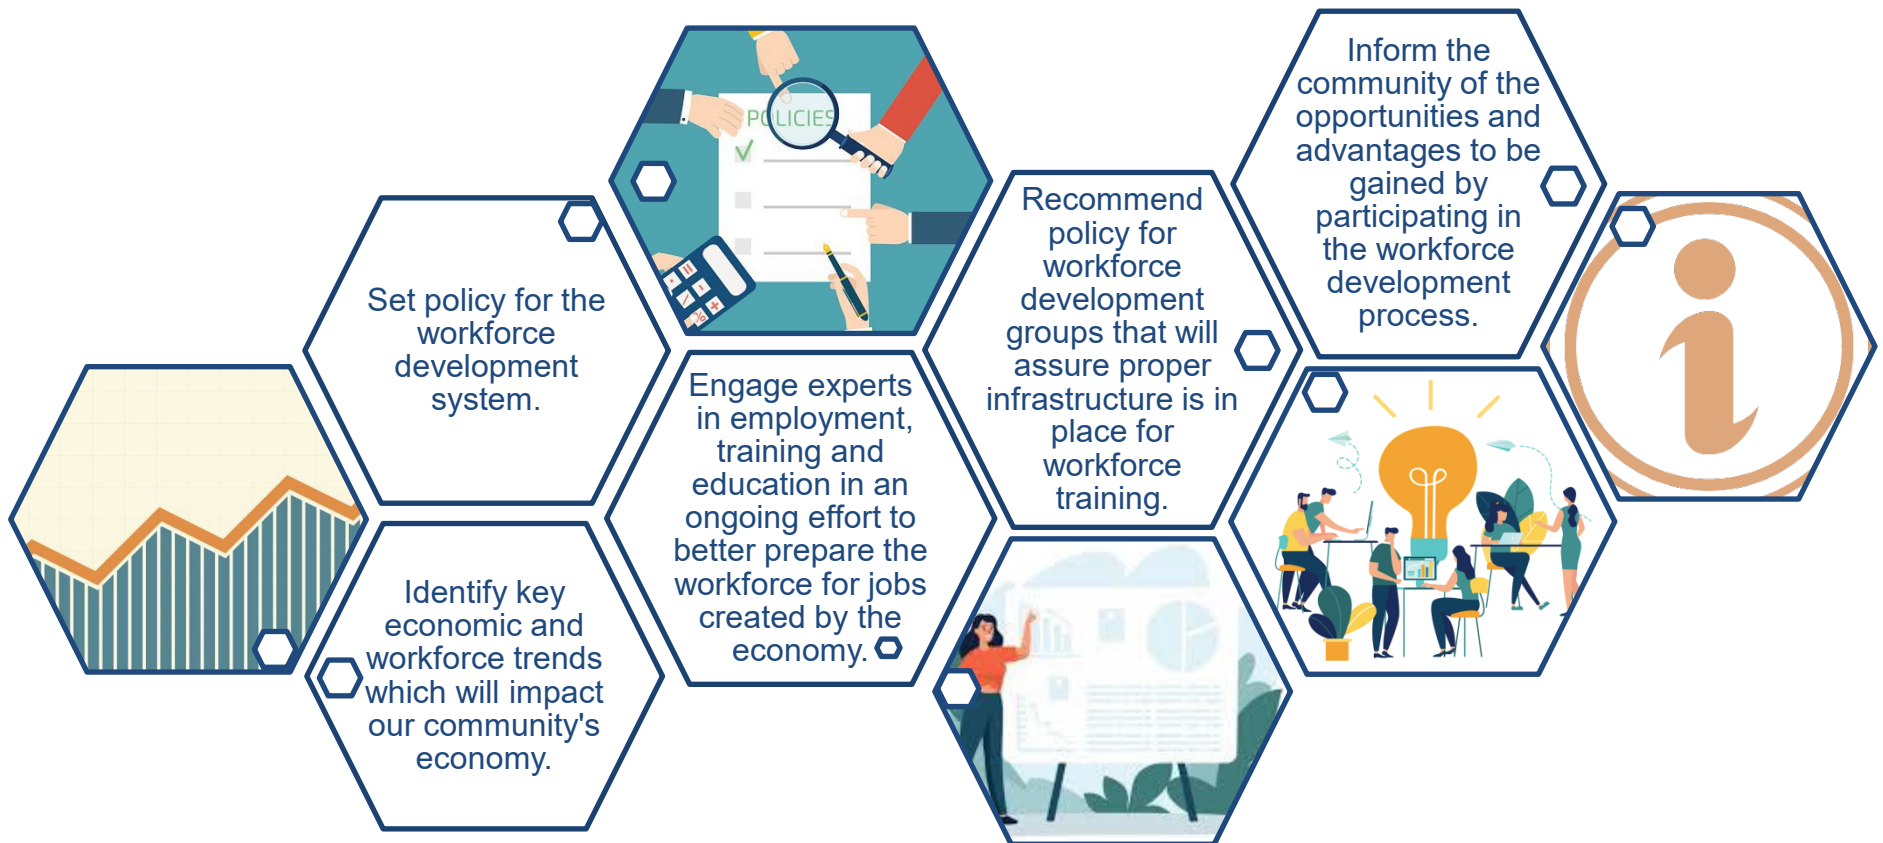 Set policy for the
workforce
development
system.
Identify key
economic and
workforce trends
which will impact
our community's
economy.
POLICIES
Engage experts
in employment,
training and
education in an
ongoing effort to
better prepare the
workforce for jobs
created by the
economy.
Recommend
policy for
workforce
development
groups that will
assure proper
infrastructure is in
place for
workforce
training.
Inform the
community of the
opportunities and
advantages to be
gained by
participating in
the workforce
development
process.